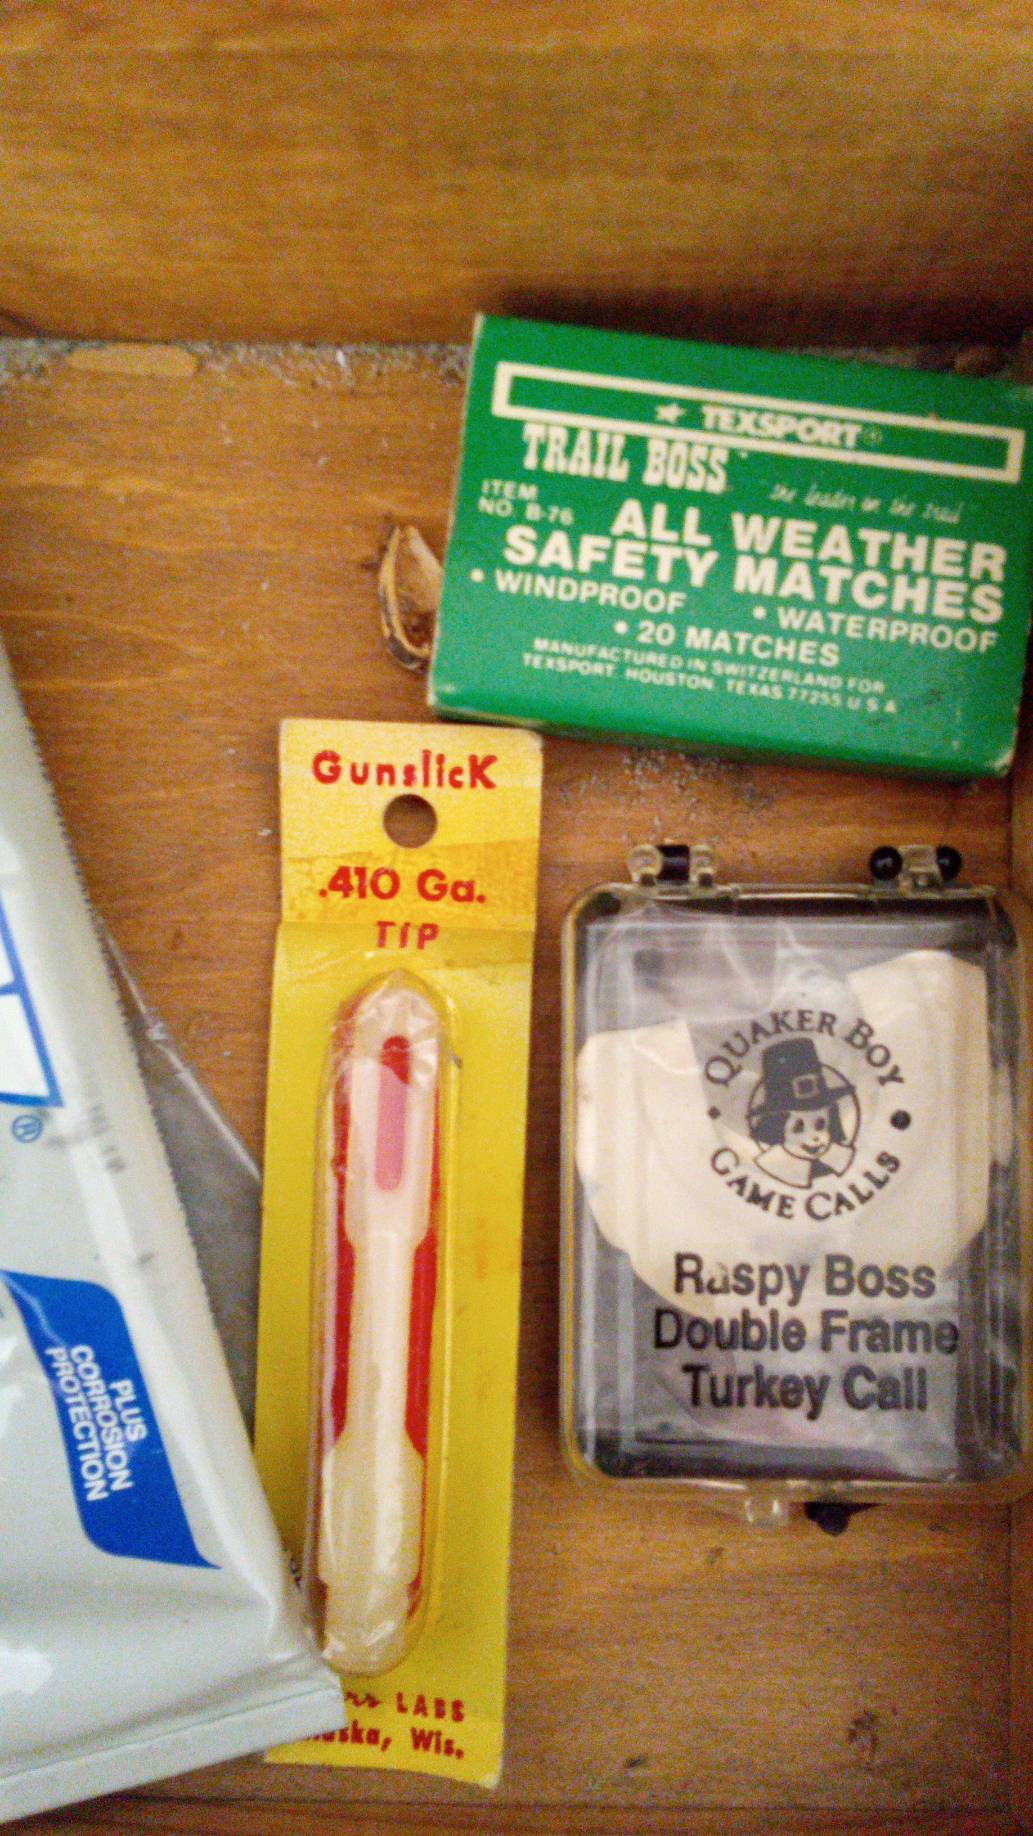 ★ TEXSPORT®
TRAIL BOSS™
"the leader on the trail"
ITEM
NO. B-76
ALL WEATHER
SAFETY MATCHES
• WINDPROOF • WATERPROOF
• 20 MATCHES
MANUFACTURED IN SWITZERLAND FOR
TEXSPORT, HOUSTON, TEXAS 77255 U S A
GunslicK
.410 Ga.
TIP
LABS
Wis.
QUAKER BOY
GAME CALLS
Raspy Boss
Double Frame
Turkey Call
®
PLUS
CORROSION
PROTECTION